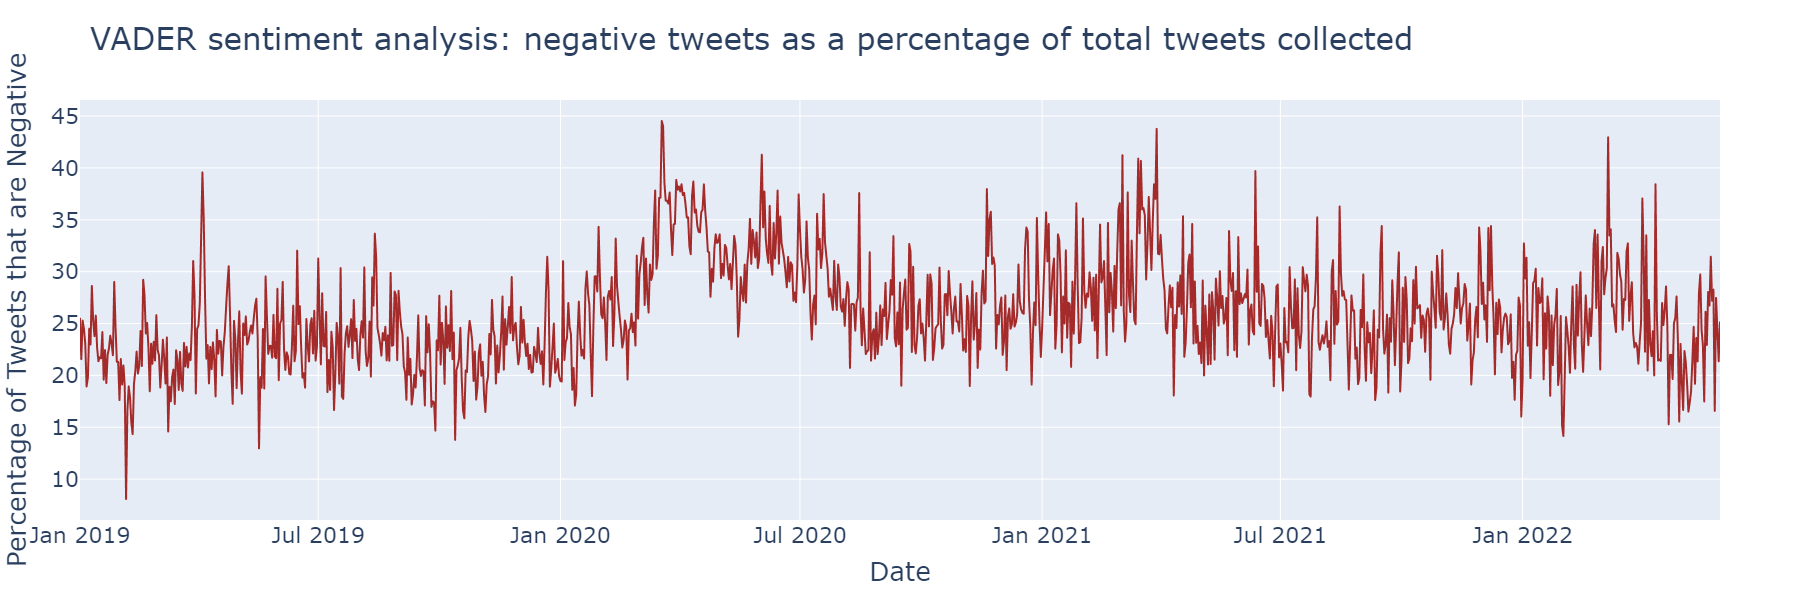 VADER sentiment analysis: negative tweets as a percentage of total tweets collected
Percentage of Tweets that are Negative
45
40
35
30
25
20
15
10
Jan 2019
Jul 2019
Jan 2020
Jul 2020
Jan 2021
Jul 2021
Jan 2022
Date